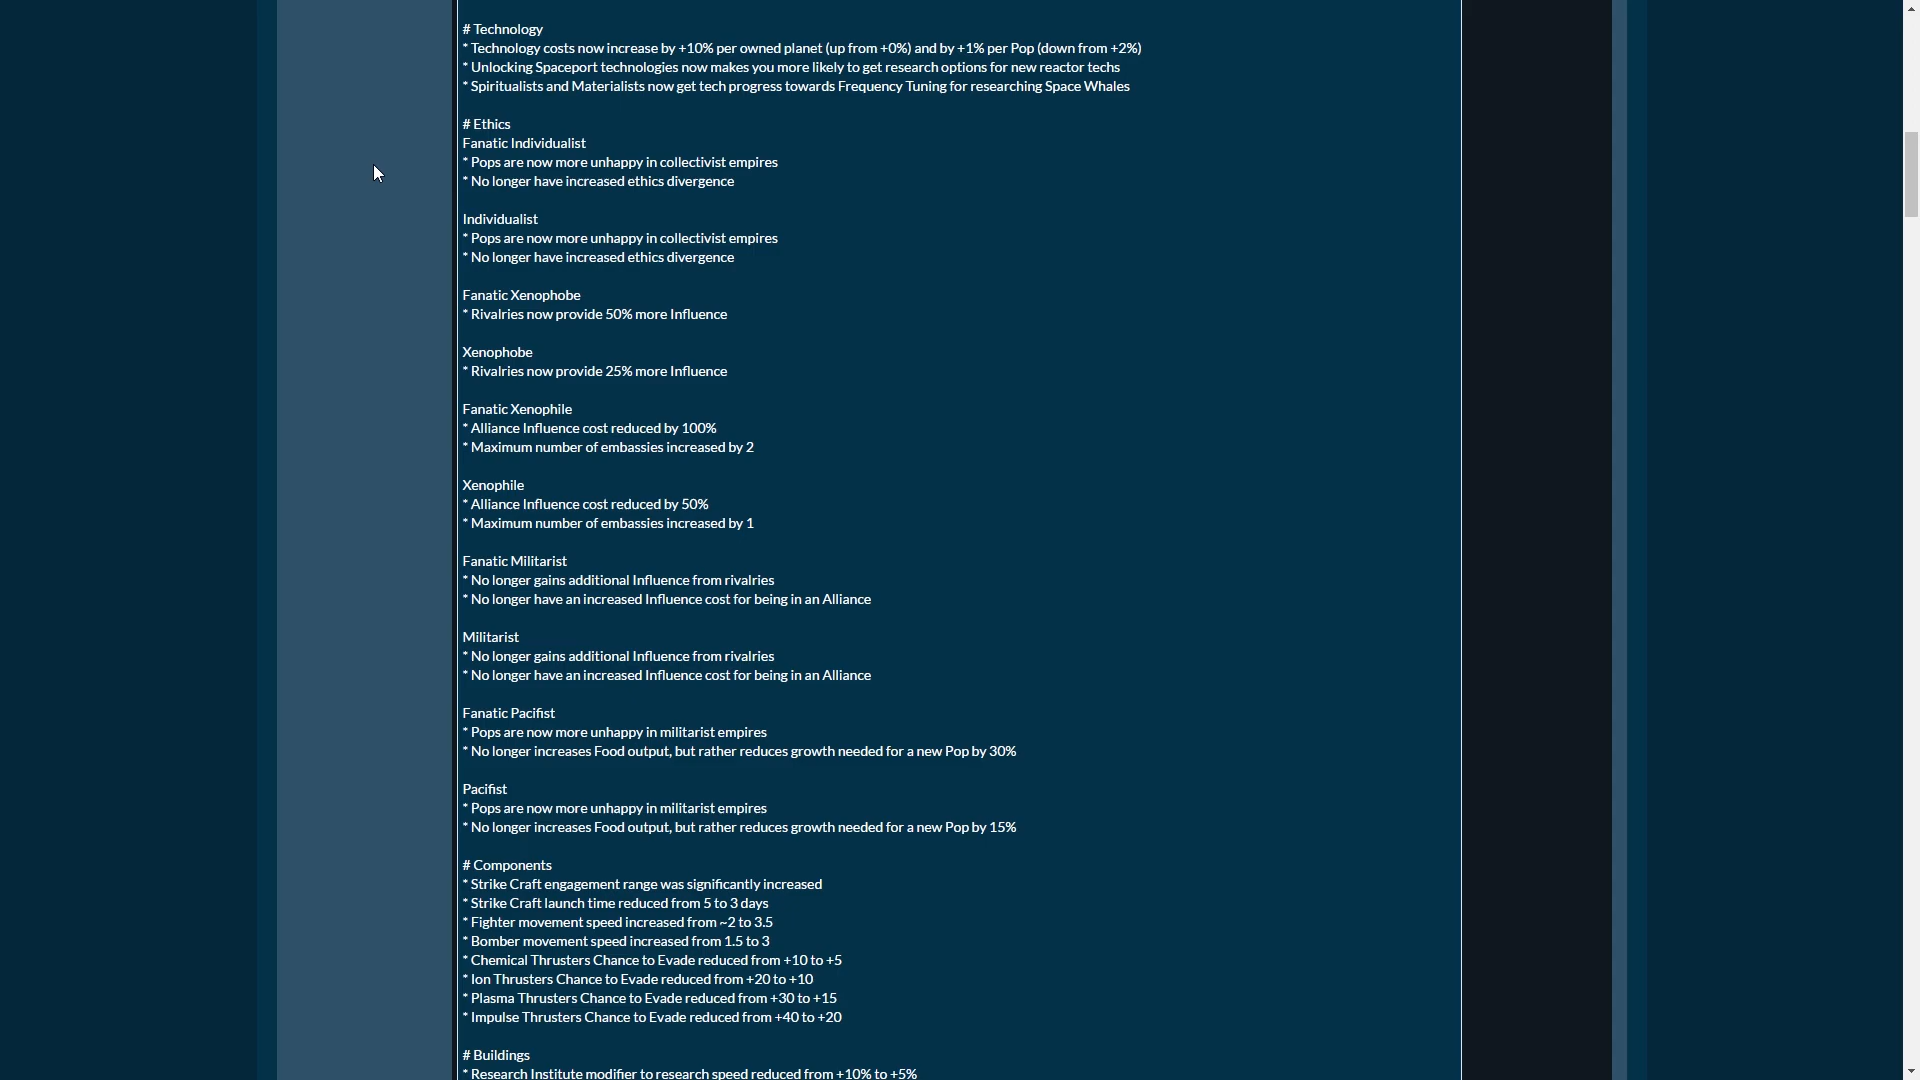 # Technology
* Technology costs now increase by +10% per owned planet (up from +0%) and by +1% per Pop (down from +2%)
* Unlocking Spaceport technologies now makes you more likely to get research options for new reactor techs
* Spiritualists and Materialists now get tech progress towards Frequency Tuning for researching Space Whales
# Ethics
Fanatic Individualist
* Pops are now more unhappy in collectivist empires
* No longer have increased ethics divergence
Individualist
* Pops are now more unhappy in collectivist empires
* No longer have increased ethics divergence
Fanatic Xenophobe
* Rivalries now provide 50% more Influence
Xenophobe
* Rivalries now provide 25% more Influence
Fanatic Xenophile
* Alliance Influence cost reduced by 100%
* Maximum number of embassies increased by 2
Xenophile
* Alliance Influence cost reduced by 50%
* Maximum number of embassies increased by 1
Fanatic Militarist
* No longer gains additional Influence from rivalries
* No longer have an increased Influence cost for being in an Alliance
Militarist
* No longer gains additional Influence from rivalries
* No longer have an increased Influence cost for being in an Alliance
Fanatic Pacifist
* Pops are now more unhappy in militarist empires
* No longer increases Food output, but rather reduces growth needed for a new Pop by 30%
Pacifist
* Pops are now more unhappy in militarist empires
* No longer increases Food output, but rather reduces growth needed for a new Pop by 15%
# Components
* Strike Craft engagement range was significantly increased
* Strike Craft launch time reduced from 5 to 3 days
* Fighter movement speed increased from ~2 to 3.5
* Bomber movement speed increased from 1.5 to 3
* Chemical Thrusters Chance to Evade reduced from +10 to +5
* Ion Thrusters Chance to Evade reduced from +20 to +10
* Plasma Thrusters Chance to Evade reduced from +30 to +15
* Impulse Thrusters Chance to Evade reduced from +40 to +20
# Buildings
* Research Institute modifier to research speed reduced from +10% to +5%